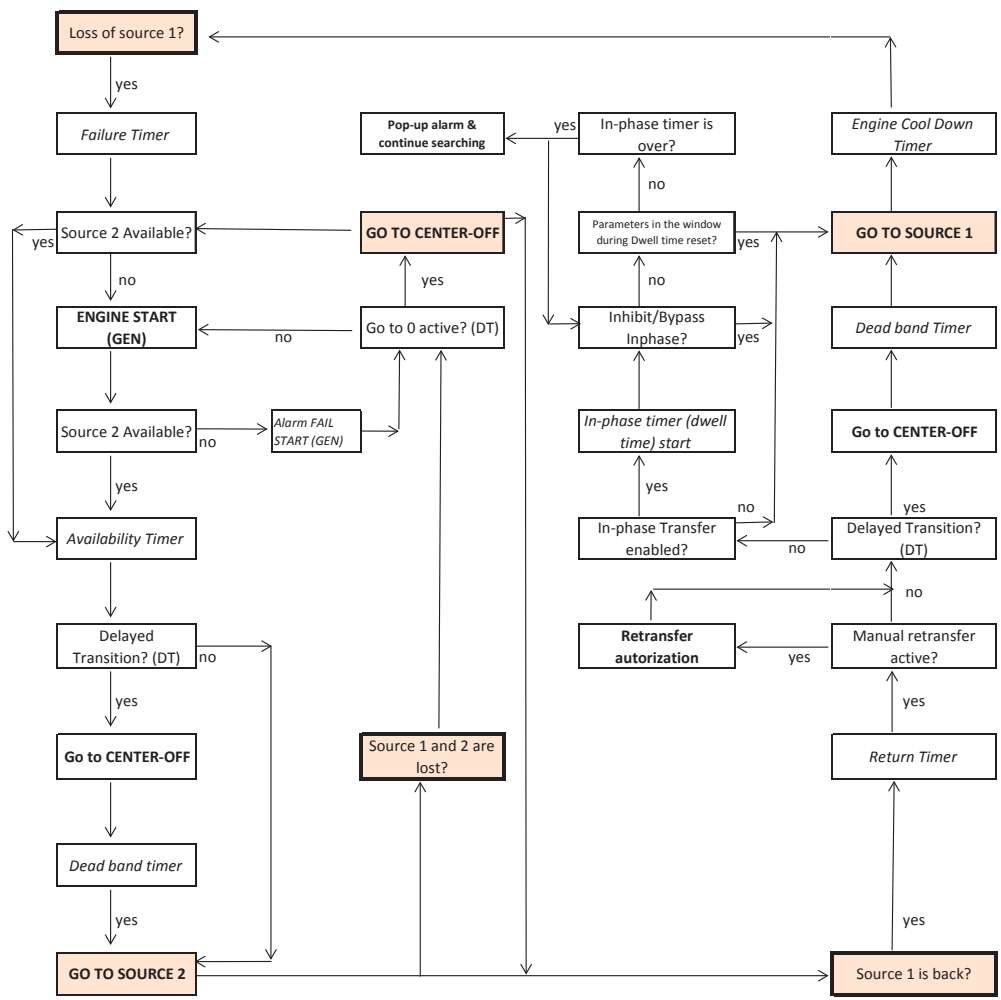 Loss of source 1?
yes
Failure Timer
Source 2 Available?
yes
no
ENGINE START
(GEN)
Source 2 Available?
no
yes
Availability Timer
Delayed
Transition? (DT)
no
yes
Go to CENTER-OFF
Dead band timer
yes
GO TO SOURCE 2
Pop-up alarm &
continue searching
GO TO CENTER-OFF
yes
Go to 0 active? (DT)
no
Alarm FAIL
START (GEN)
Source 1 and 2 are
lost?
yes
In-phase timer is
over?
no
Parameters in the window
during Dwell time reset?
yes
no
Inhibit/Bypass
Inphase?
yes
In-phase timer (dwell
time) start
yes
no
In-phase Transfer
enabled?
no
Retransfer
autorization
yes
Engine Cool Down
Timer
GO TO SOURCE 1
Dead band Timer
Go to CENTER-OFF
yes
Delayed Transition?
(DT)
no
Manual retransfer
active?
yes
Return Timer
yes
Source 1 is back?